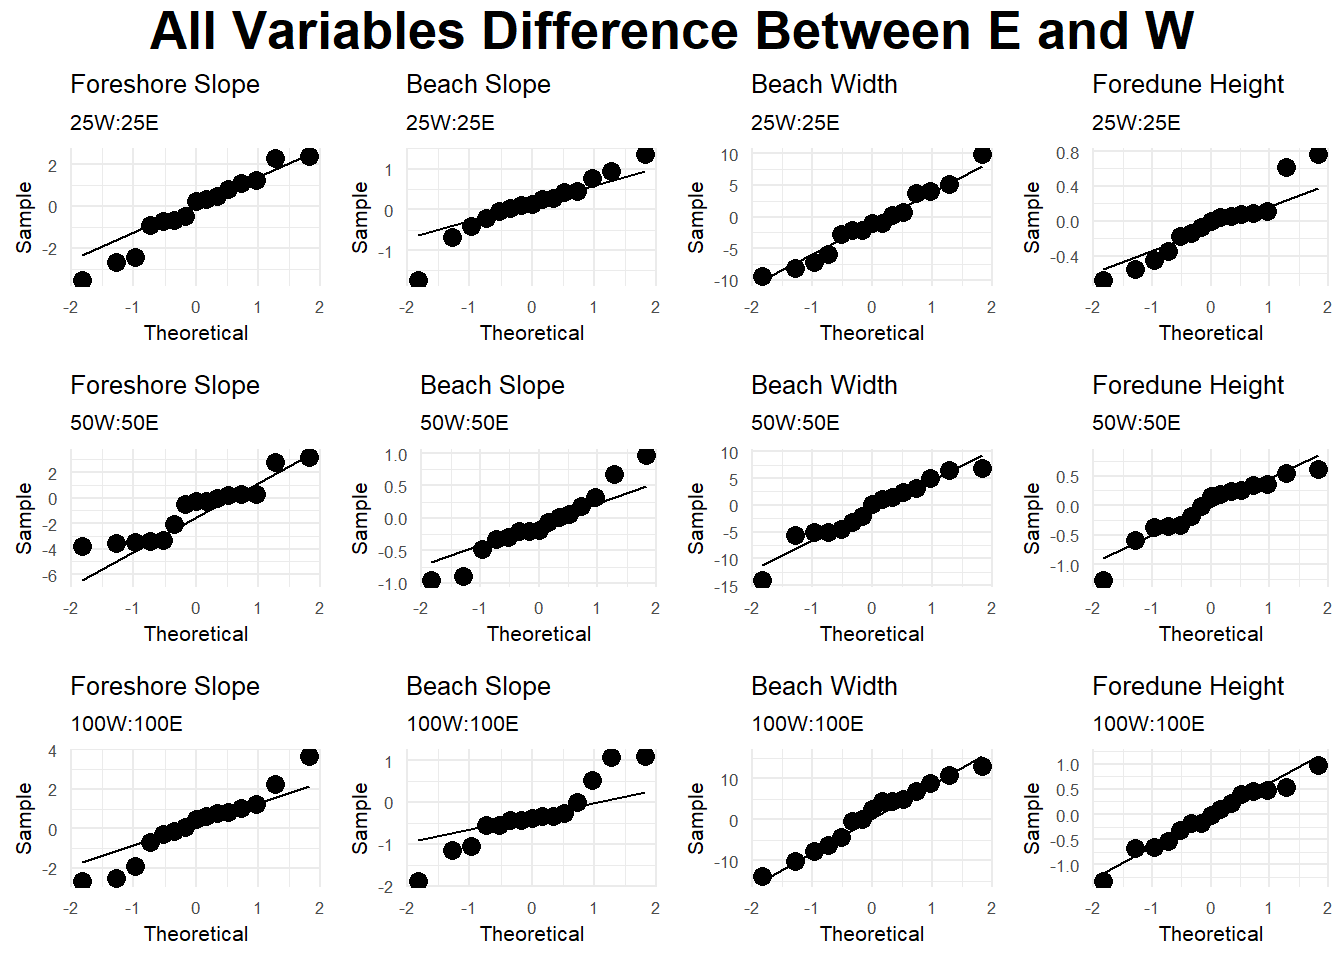 All Variables Difference Between E and W
Foreshore Slope
25W:25E
2
0
-2
Sample
-2 -1 0 1 2
Theoretical
Beach Slope
25W:25E
1
0
-1
Sample
-2 -1 0 1 2
Theoretical
Beach Width
25W:25E
10
5
0
-5
-10
Sample
-2 -1 0 1 2
Theoretical
Foredune Height
25W:25E
0.8
0.4
0.0
-0.4
Sample
-2 -1 0 1 2
Theoretical
Foreshore Slope
50W:50E
2
0
-2
-4
-6
Sample
-2 -1 0 1 2
Theoretical
Beach Slope
50W:50E
1.0
0.5
0.0
-0.5
-1.0
Sample
-2 -1 0 1 2
Theoretical
Beach Width
50W:50E
10
5
0
-5
-10
-15
Sample
-2 -1 0 1 2
Theoretical
Foredune Height
50W:50E
0.5
0.0
-0.5
-1.0
Sample
-2 -1 0 1 2
Theoretical
Foreshore Slope
100W:100E
4
2
0
-2
Sample
-2 -1 0 1 2
Theoretical
Beach Slope
100W:100E
1
0
-1
-2
Sample
-2 -1 0 1 2
Theoretical
Beach Width
100W:100E
10
0
-10
Sample
-2 -1 0 1 2
Theoretical
Foredune Height
100W:100E
1.0
0.5
0.0
-0.5
-1.0
Sample
-2 -1 0 1 2
Theoretical